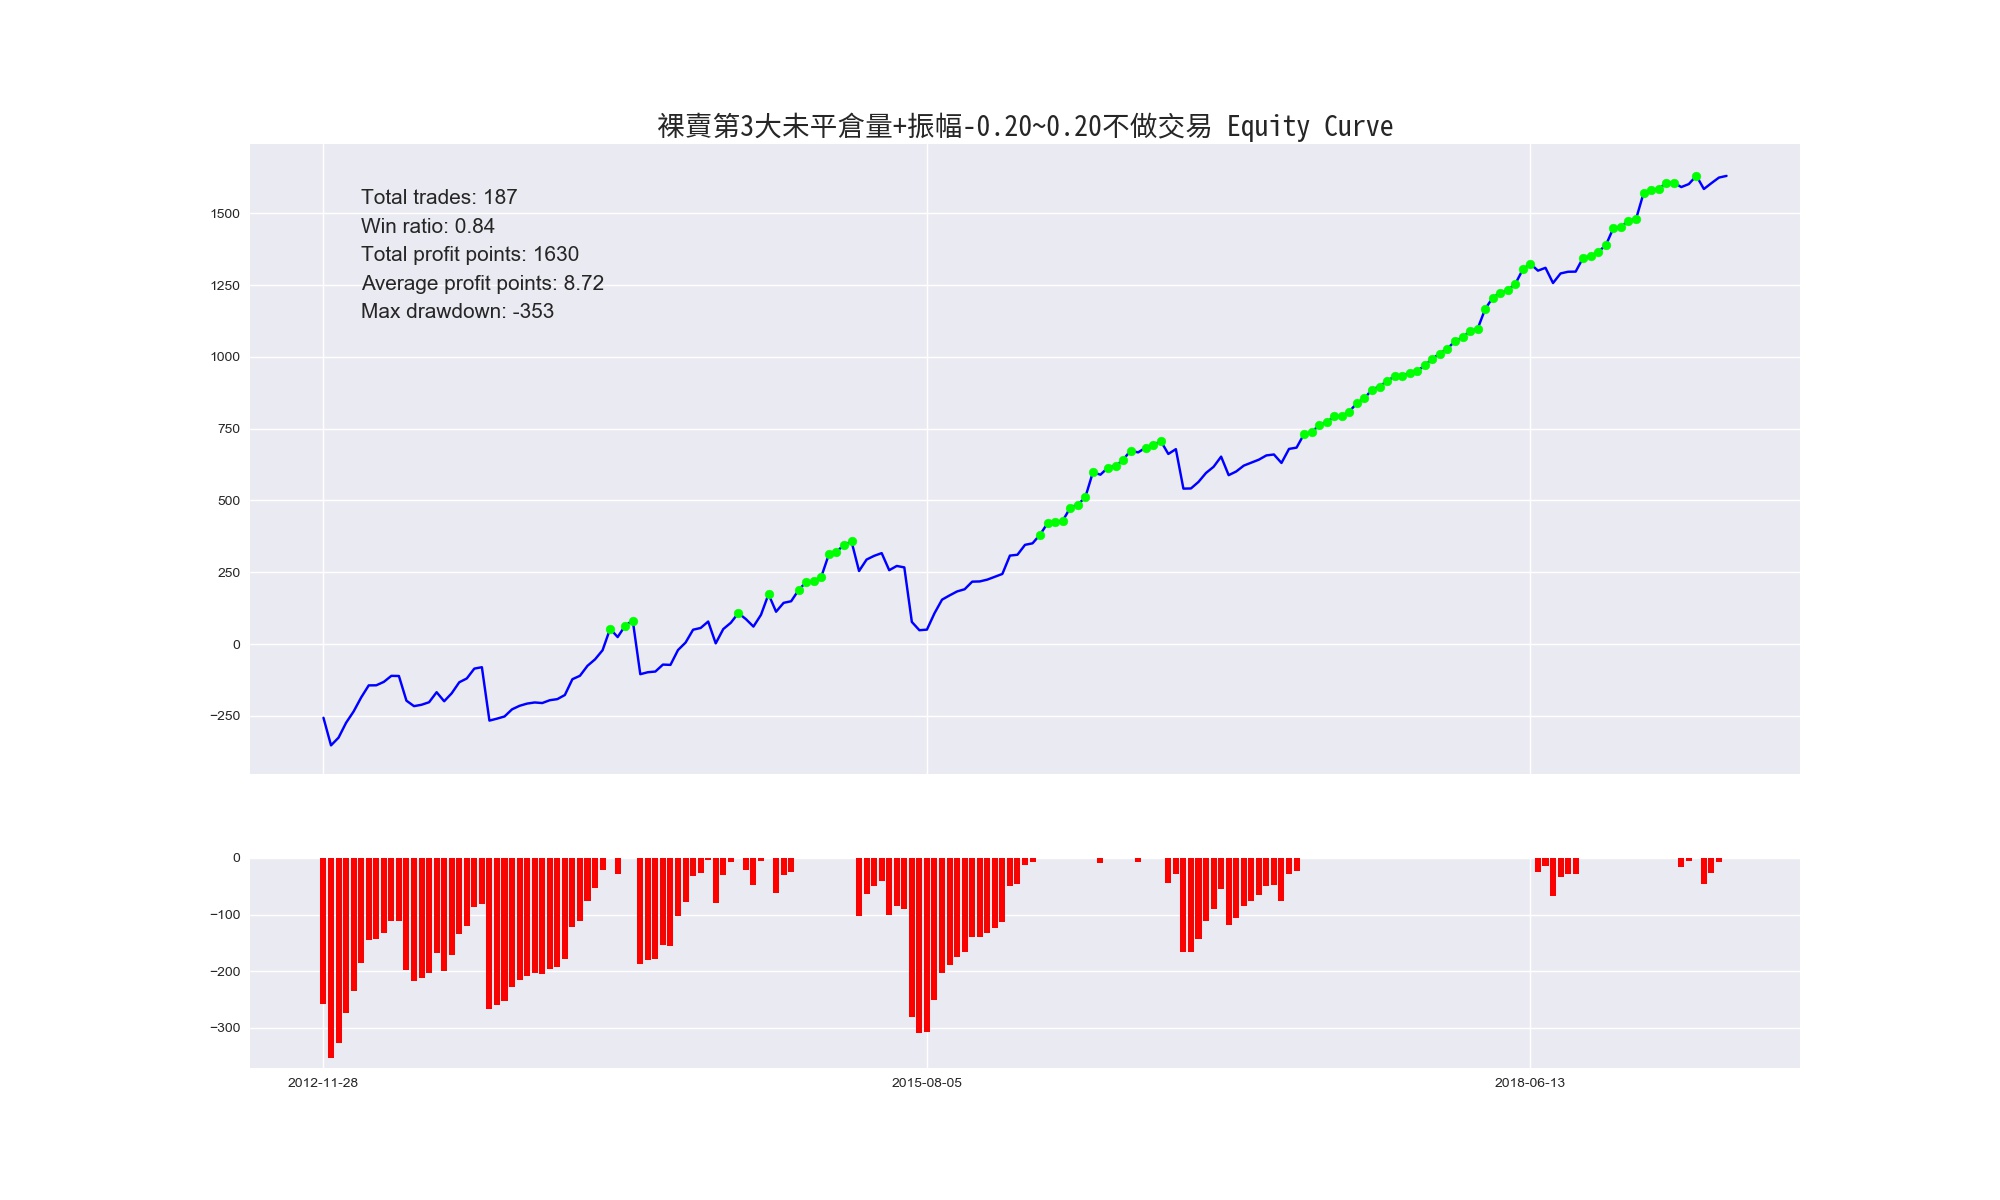 裸賣第3大未平倉量+振幅-0.20~0.20不做交易 Equity Curve
Total trades: 187
Win ratio: 0.84
Total profit points: 1630
Average profit points: 8.72
Max drawdown: -353
1500
1250
1000
750
500
250
0
−250
0
−100
−200
−300
2012-11-28 2015-08-05 2018-06-13